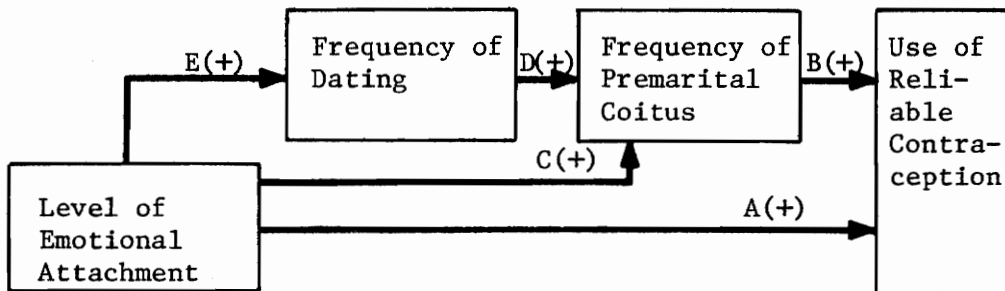 E(+)
Frequency of
Dating
D(+)
Frequency of
Premarital
Coitus
B(+)
Use of
Reli-
able
Contra-
ception
C(+)
Level of
Emotional
Attachment
A(+)